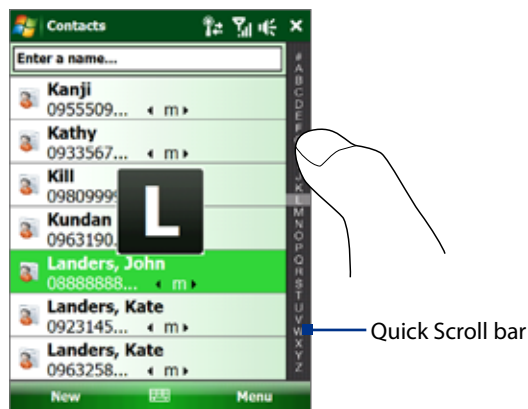 Contacts
Enter a name...
Kanji
0955509... m
Kathy
0933567... m
Kill
0980999
Kundan
0963190.
Landers, John
08888888... m
Landers, Kate
0923145... m
Landers, Kate
0963258... m
L
#
A
B
C
D
E
F
J
K
L
M
N
O
P
Q
R
S
T
U
V
W
X
Y
Z
Quick Scroll bar
New Menu